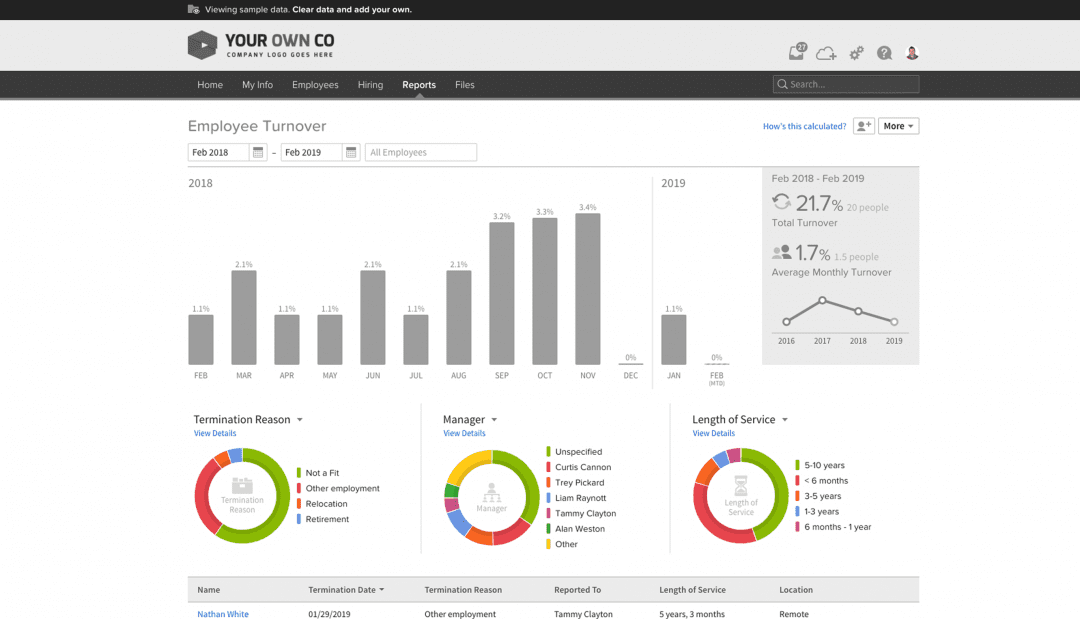 Viewing sample data. Clear data and add your own.
YOUR OWN CO
COMPANY LOGO GOES HERE
27
Home My Info Employees Hiring Reports Files
Search...
Employee Turnover
How's this calculated? More
Feb 2018 – Feb 2019 All Employees
2018
2019
1.1% 2.1% 1.1% 1.1% 2.1% 1.1% 2.1% 3.2% 3.3% 3.4% 0% 1.1% 0%
FEB MAR APR MAY JUN JUL AUG SEP OCT NOV DEC JAN FEB
(MTD)
Feb 2018 - Feb 2019
21.7% 20 people
Total Turnover
1.7% 1.5 people
Average Monthly Turnover
2016 2017 2018 2019
Termination Reason
View Details
Termination
Reason
Not a Fit
Other employment
Relocation
Retirement
Manager
View Details
Manager
Unspecified
Curtis Cannon
Trey Pickard
Liam Raynott
Tammy Clayton
Alan Weston
Other
Length of Service
View Details
Length of
Service
5-10 years
< 6 months
3-5 years
1-3 years
6 months - 1 year
Name Termination Date Termination Reason Reported To Length of Service Location
Nathan White 01/29/2019 Other employment Tammy Clayton 5 years, 3 months Remote